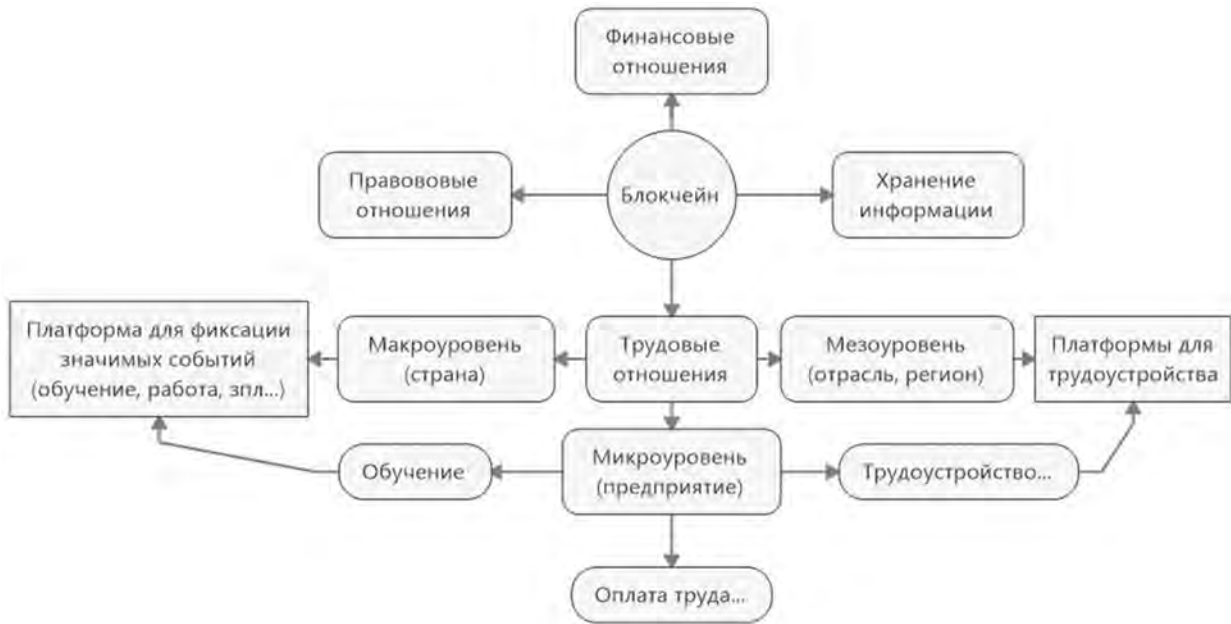 Финансовые
отношения
Правововые
отношения
Блокчейн
Хранение
информации
Платформа для фиксации
значимых событий
(обучение, работа, зпл...)
Макроуровень
(страна)
Трудовые
отношения
Мезоуровень
(отрасль, регион)
Платформы для
трудоустройства
Обучение
Микроуровень
(предприятие)
Трудоустройство...
Оплата труда...